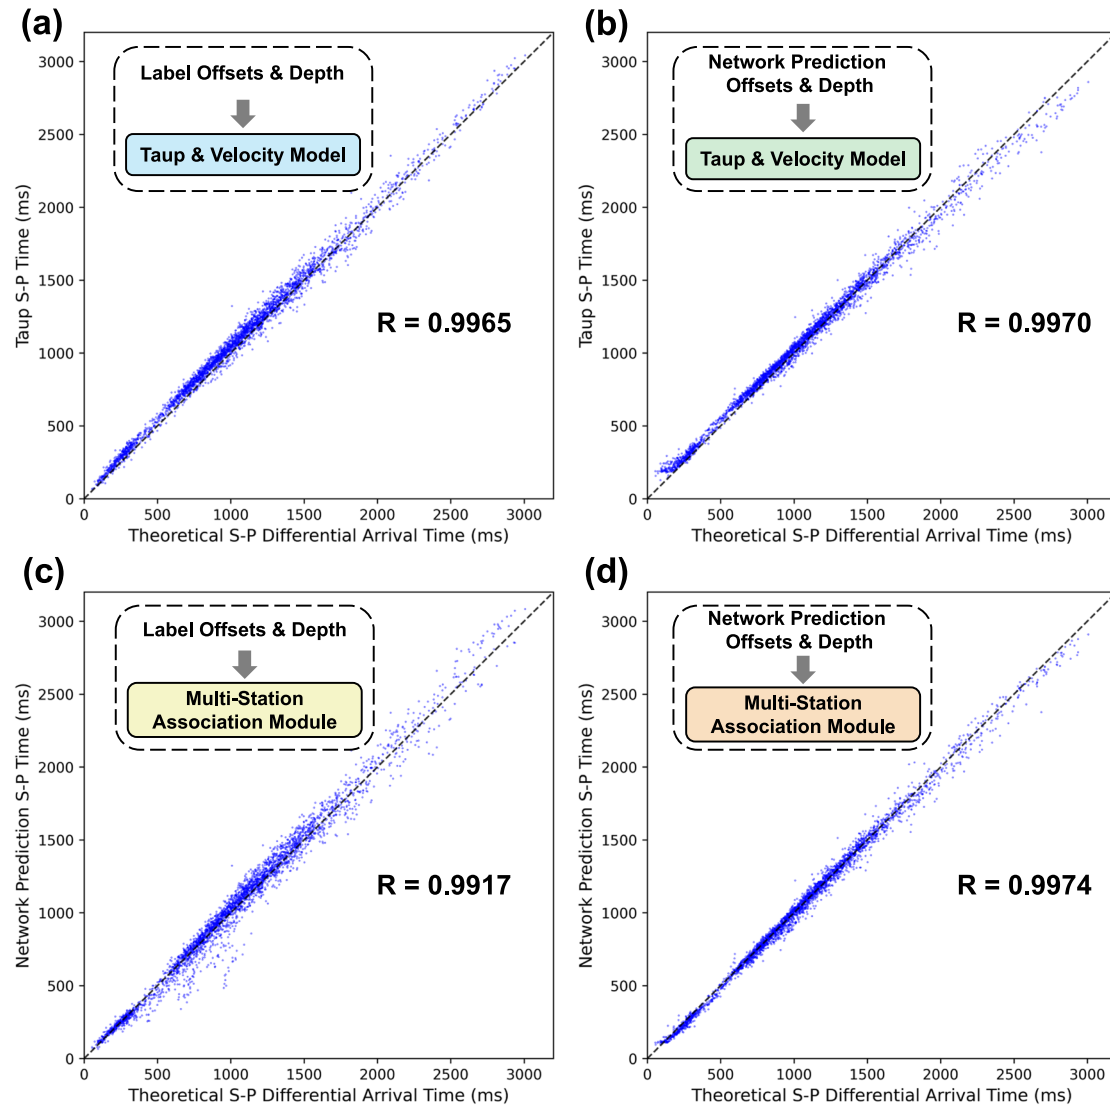 (a)
Label Offsets & Depth
Taup & Velocity Model
R = 0.9965
Taup S-P Time (ms)
3000
2500
2000
1500
1000
500
0
0 500 1000 1500 2000 2500 3000
Theoretical S-P Differential Arrival Time (ms)
(b)
Network Prediction
Offsets & Depth
Taup & Velocity Model
R = 0.9970
Taup S-P Time (ms)
3000
2500
2000
1500
1000
500
0
0 500 1000 1500 2000 2500 3000
Theoretical S-P Differential Arrival Time (ms)
(c)
Label Offsets & Depth
Multi-Station
Association Module
R = 0.9917
Network Prediction S-P Time (ms)
3000
2500
2000
1500
1000
500
0
0 500 1000 1500 2000 2500 3000
Theoretical S-P Differential Arrival Time (ms)
(d)
Network Prediction
Offsets & Depth
Multi-Station
Association Module
R = 0.9974
Network Prediction S-P Time (ms)
3000
2500
2000
1500
1000
500
0
0 500 1000 1500 2000 2500 3000
Theoretical S-P Differential Arrival Time (ms)